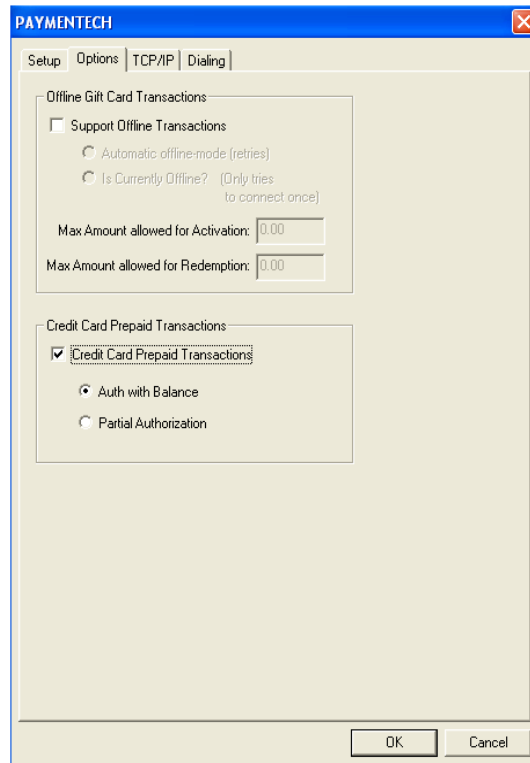 PAYMENTECH
Setup Options TCP/IP Dialing
Offline Gift Card Transactions
Support Offline Transactions
Automatic offline-mode (retries)
Is Currently Offline? (Only tries
to connect once)
Max Amount allowed for Activation: 0.00
Max Amount allowed for Redemption: 0.00
Credit Card Prepaid Transactions
Credit Card Prepaid Transactions
Auth with Balance
Partial Authorization
OK Cancel